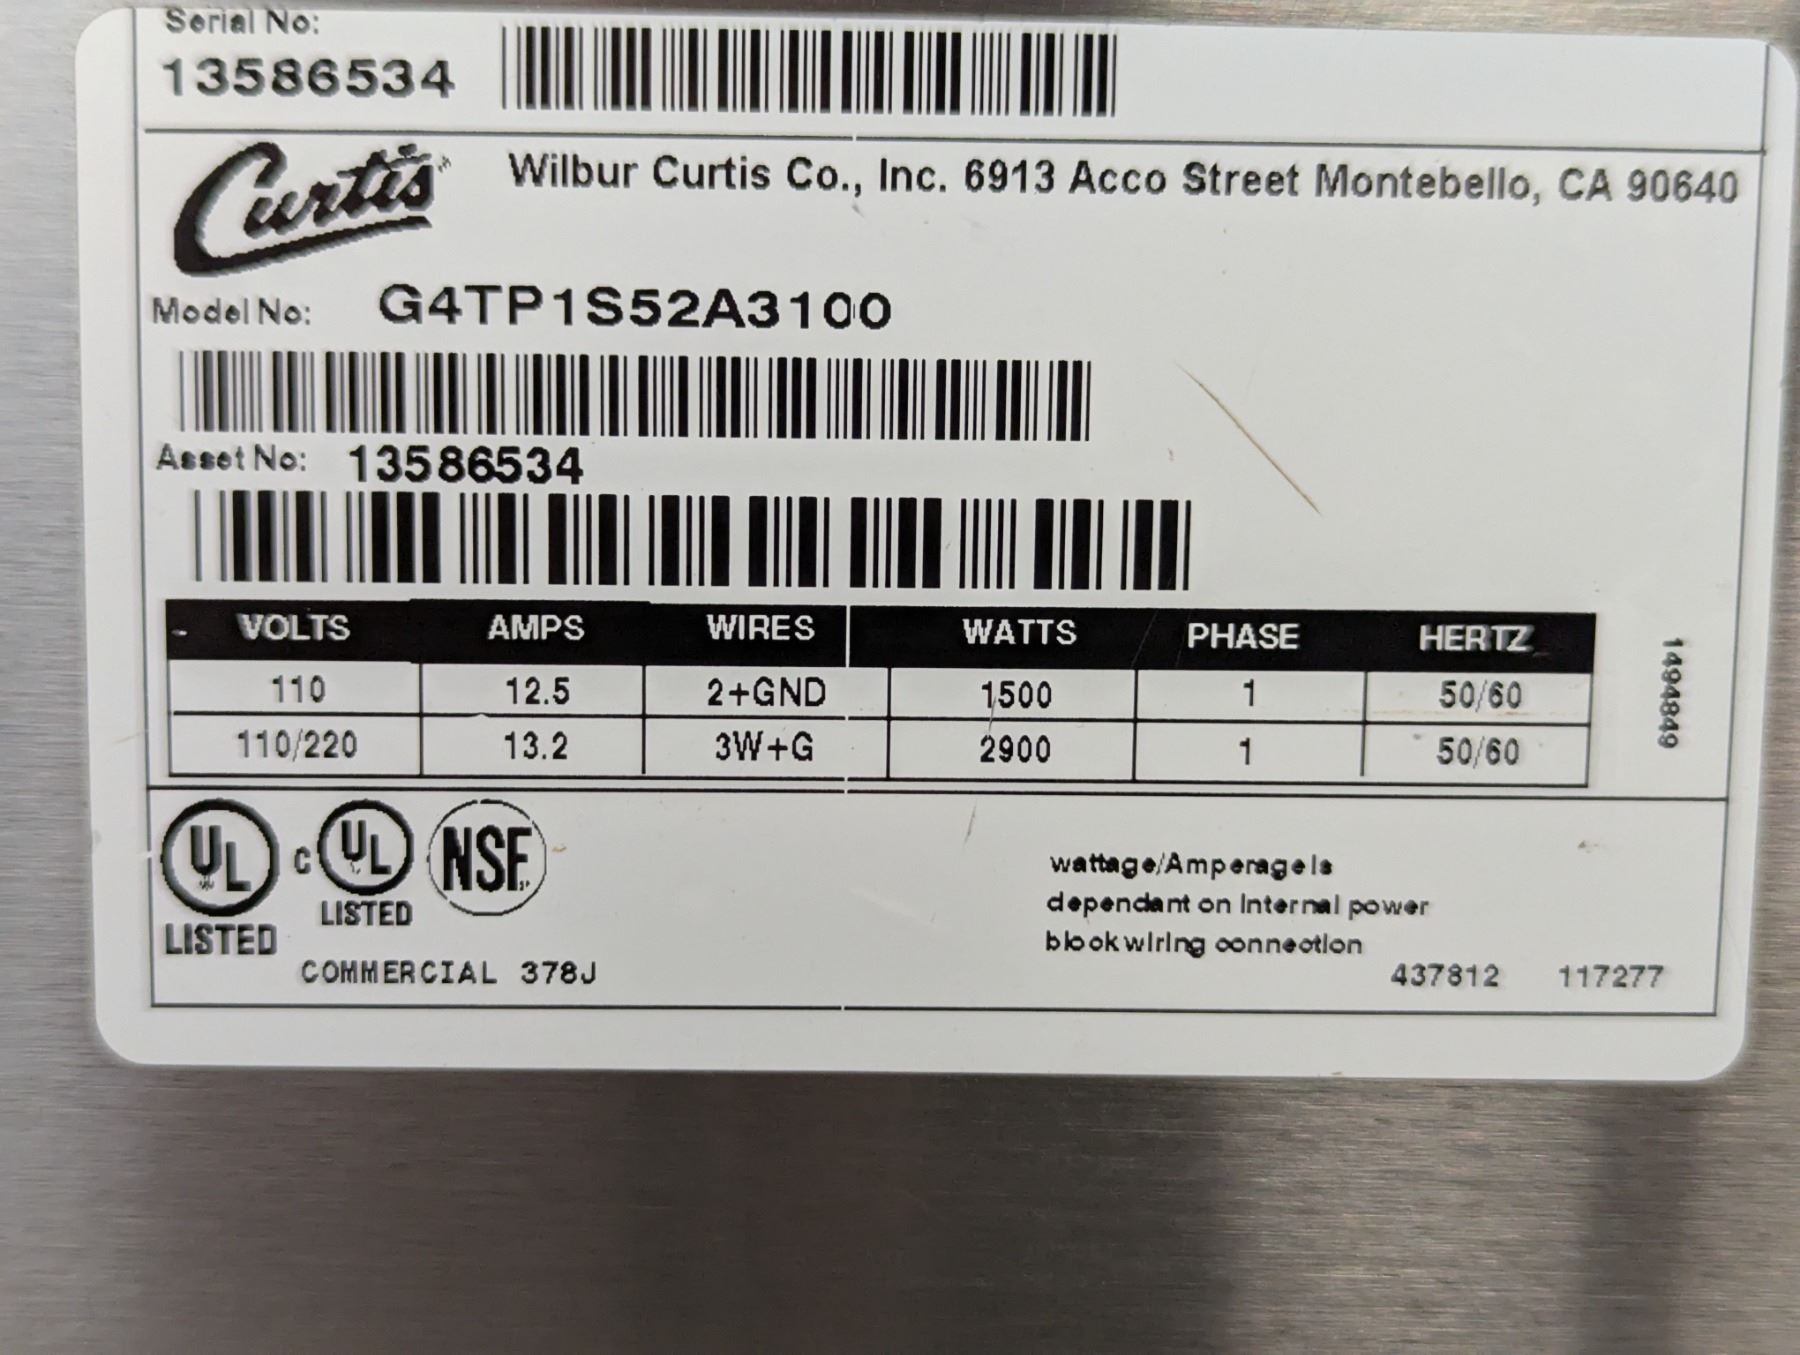 Serial No:
13586534
Curtis
Wilbur Curtis Co., Inc. 6913 Acco Street Montebello, CA 90640
Model No: G4TP1S52A3100
Asset No: 13586534
VOLTS AMPS WIRES WATTS PHASE HERTZ
110 12.5 2+GND 1500 1 50/60
110/220 13.2 3W+G 2900 1 50/60
1494849
UL
LISTED
C UL
LISTED
NSF
COMMERCIAL 378J
wattage/Amperage Is
dependant on Internal power
block wiring connection
437812 117277